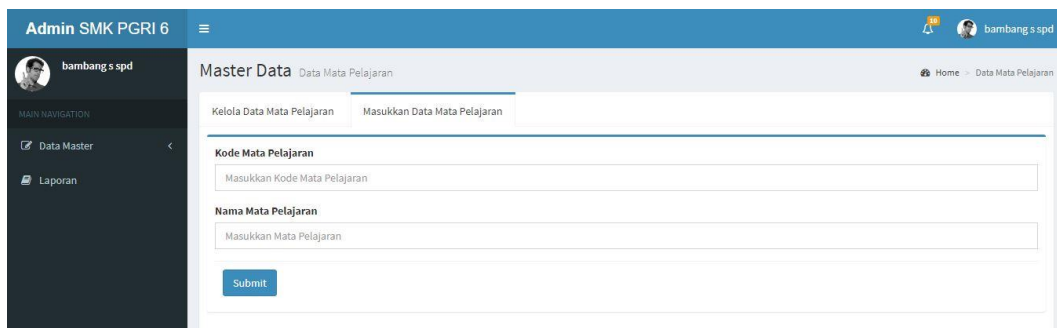 Admin SMK PGRI 6
10
bambang s spd
bambang s spd
MAIN NAVIGATION
Data Master
Laporan
Master Data Data Mata Pelajaran
Home > Data Mata Pelajaran
Kelola Data Mata Pelajaran
Masukkan Data Mata Pelajaran
Kode Mata Pelajaran
Masukkan Kode Mata Pelajaran
Nama Mata Pelajaran
Masukkan Mata Pelajaran
Submit